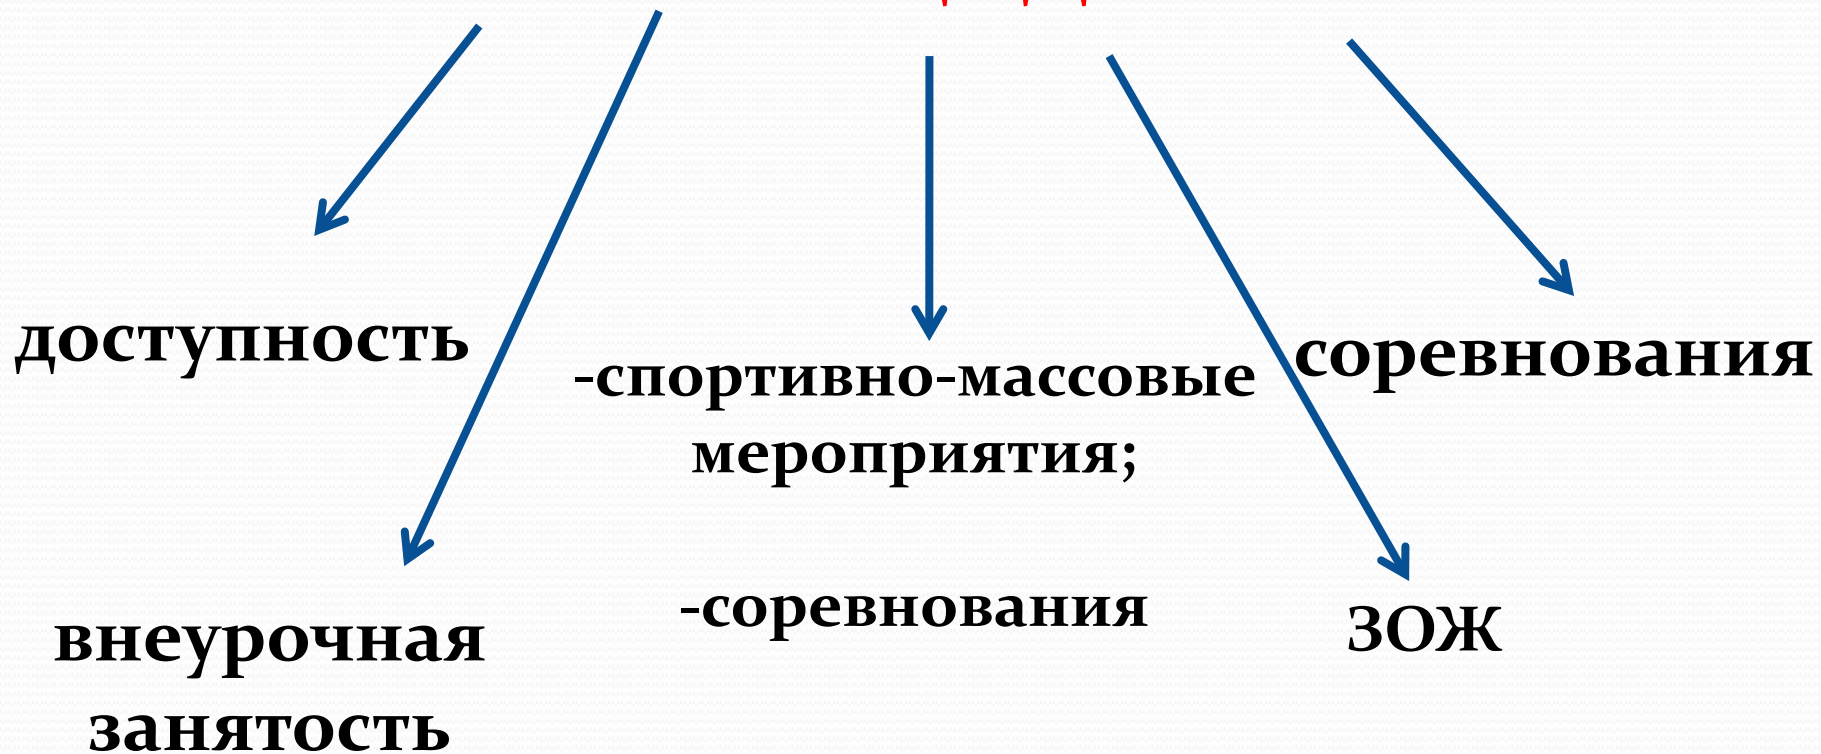 доступность
-спортивно-массовые
мероприятия;
-соревнования
соревнования
внеурочная
занятость
ЗОЖ